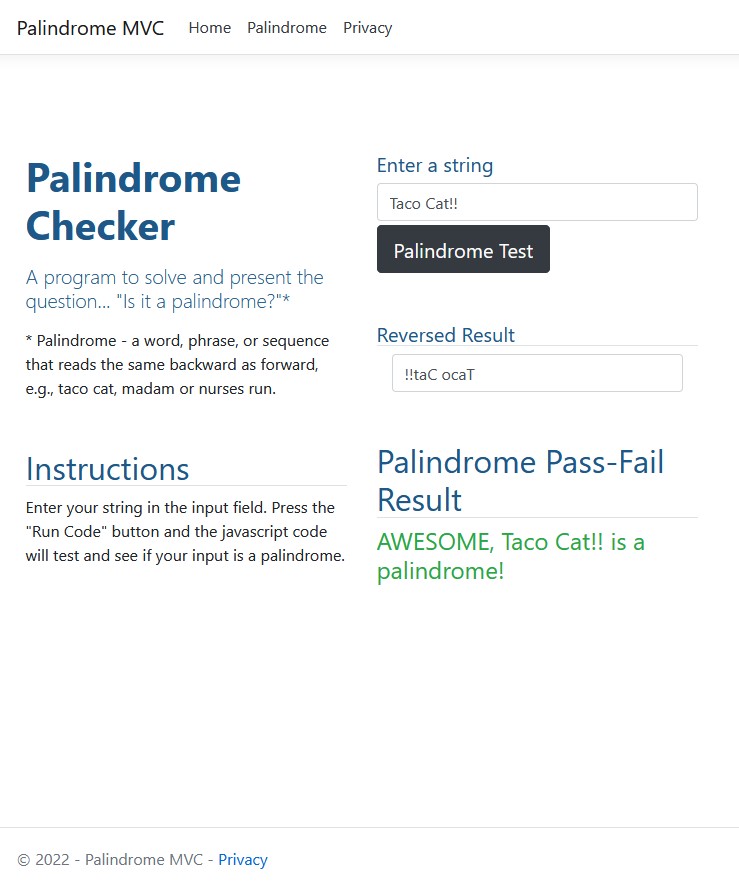 Palindrome MVC Home Palindrome Privacy
Palindrome
Checker
A program to solve and present the
question... "Is it a palindrome?"*
* Palindrome - a word, phrase, or sequence
that reads the same backward as forward,
e.g., taco cat, madam or nurses run.
Instructions
Enter your string in the input field. Press the
"Run Code" button and the javascript code
will test and see if your input is a palindrome.
Enter a string
Taco Cat!!
Palindrome Test
Reversed Result
!!taC ocaT
Palindrome Pass-Fail
Result
AWESOME, Taco Cat!! is a
palindrome!
© 2022 - Palindrome MVC - Privacy